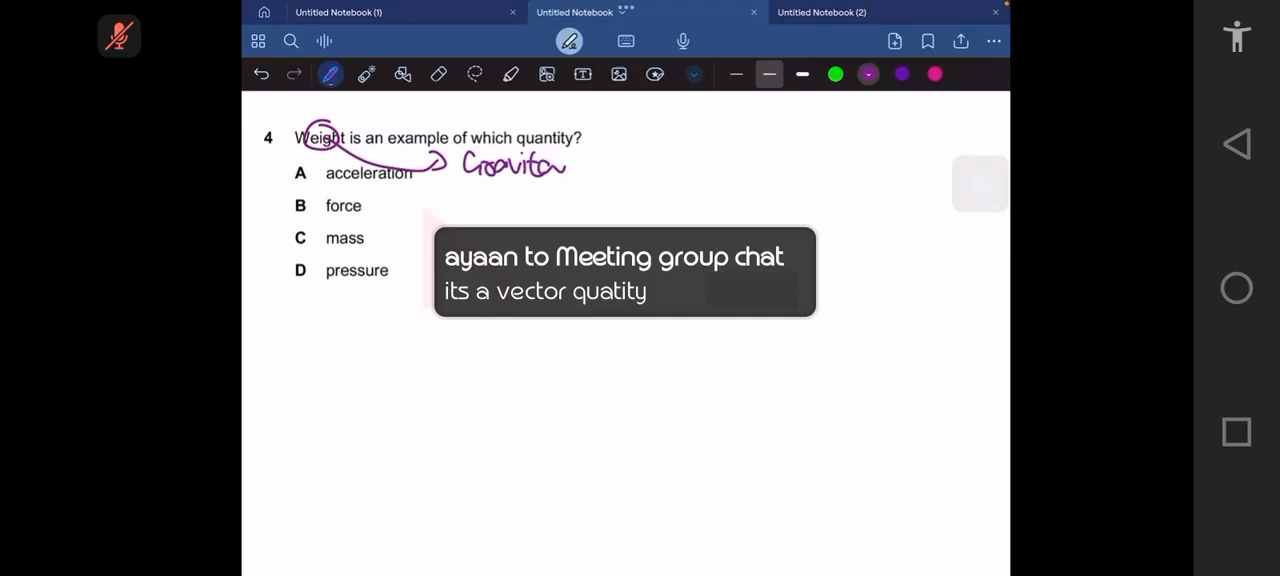 Untitled Notebook (1)
Untitled Notebook
Untitled Notebook (2)
4 Weight is an example of which quantity?
Gravita
A acceleration
B force
C mass
D pressure
ayaan to Meeting group chat
its a vector quatity